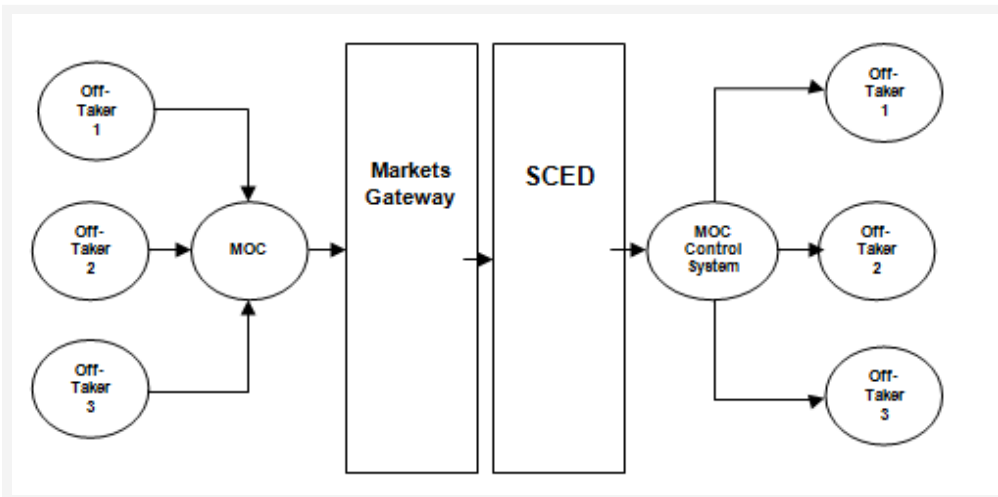 Off-
Taker
1
Off-
Taker
2
Off-
Taker
3
MOC
Markets
Gateway
SCED
MOC
Control
System
Off-
Taker
1
Off-
Taker
2
Off-
Taker
3